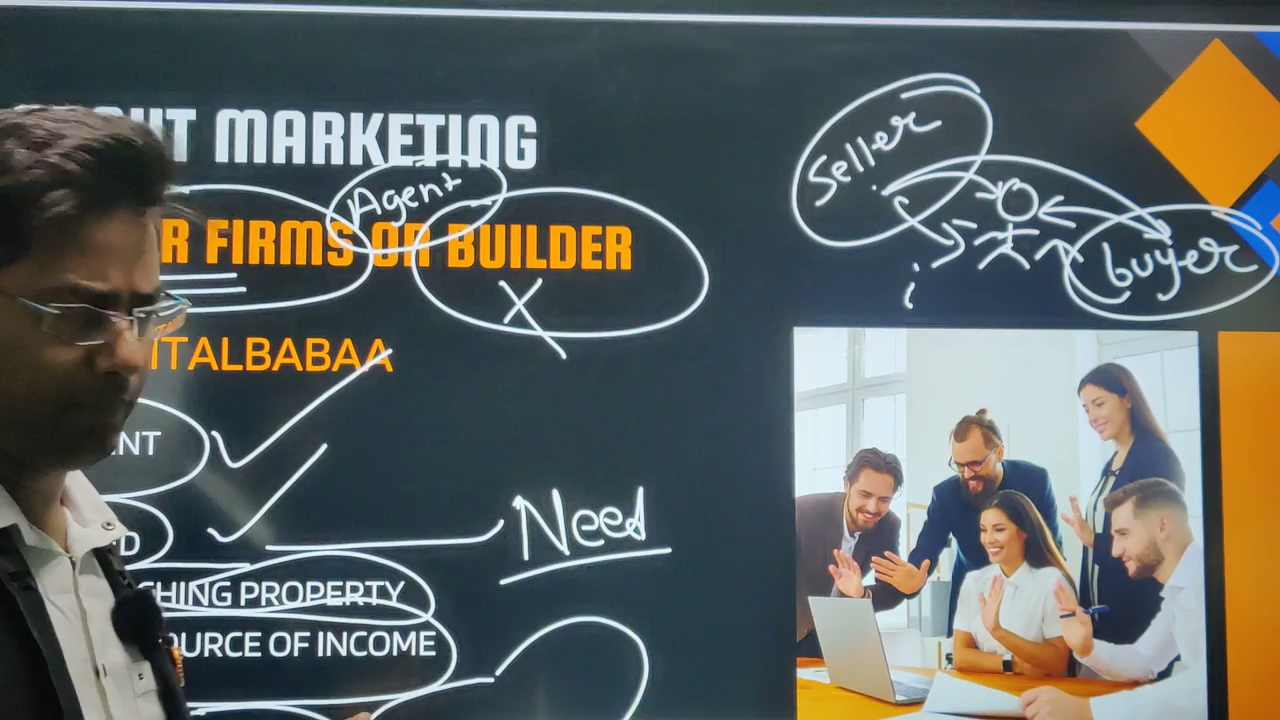 MARKETING
Agent
Seller
R FIRMS OR BUILDER
buyer
X
ITALBABAA
NT
Need
D
CHING PROPERTY
OURCE OF INCOME